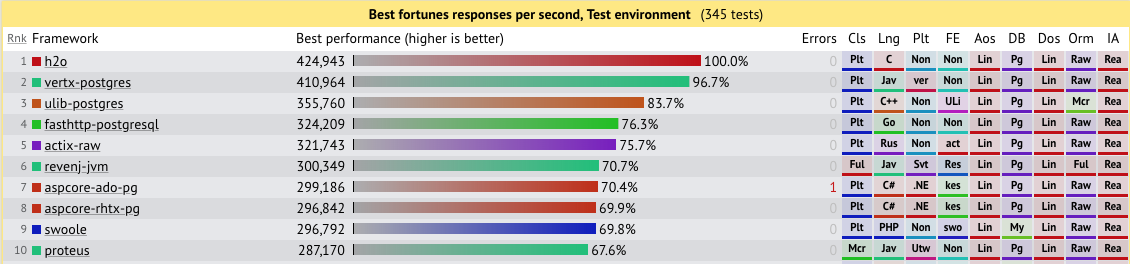 Best fortunes responses per second, Test environment (345 tests)
Rnk Framework Best performance (higher is better) Errors Cls Lng Plt FE Aos DB Dos Orm IA
1 h2o 424,943 100.0% 0 Plt C Non Non Lin Pg Lin Raw Rea
2 vertx-postgres 410,964 96.7% 0 Plt Jav ver Non Lin Pg Lin Raw Rea
3 ulib-postgres 355,760 83.7% 0 Plt C++ Non ULi Lin Pg Lin Mcr Rea
4 fasthttp-postgresql 324,209 76.3% 0 Plt Go Non Non Lin Pg Lin Raw Rea
5 actix-raw 321,743 75.7% 0 Plt Rus Non act Lin Pg Lin Raw Rea
6 revenj-jvm 300,349 70.7% 0 Ful Jav Svt Res Lin Pg Lin Ful Rea
7 aspcore-ado-pg 299,186 70.4% 1 Plt C# .NE kes Lin Pg Lin Raw Rea
8 aspcore-rhtx-pg 296,842 69.9% 0 Plt C# .NE kes Lin Pg Lin Raw Rea
9 swoole 296,792 69.8% 0 Plt PHP Non swo Lin My Lin Raw Rea
10 proteus 287,170 67.6% 0 Mcr Jav Utw Non Lin Pg Lin Raw Rea